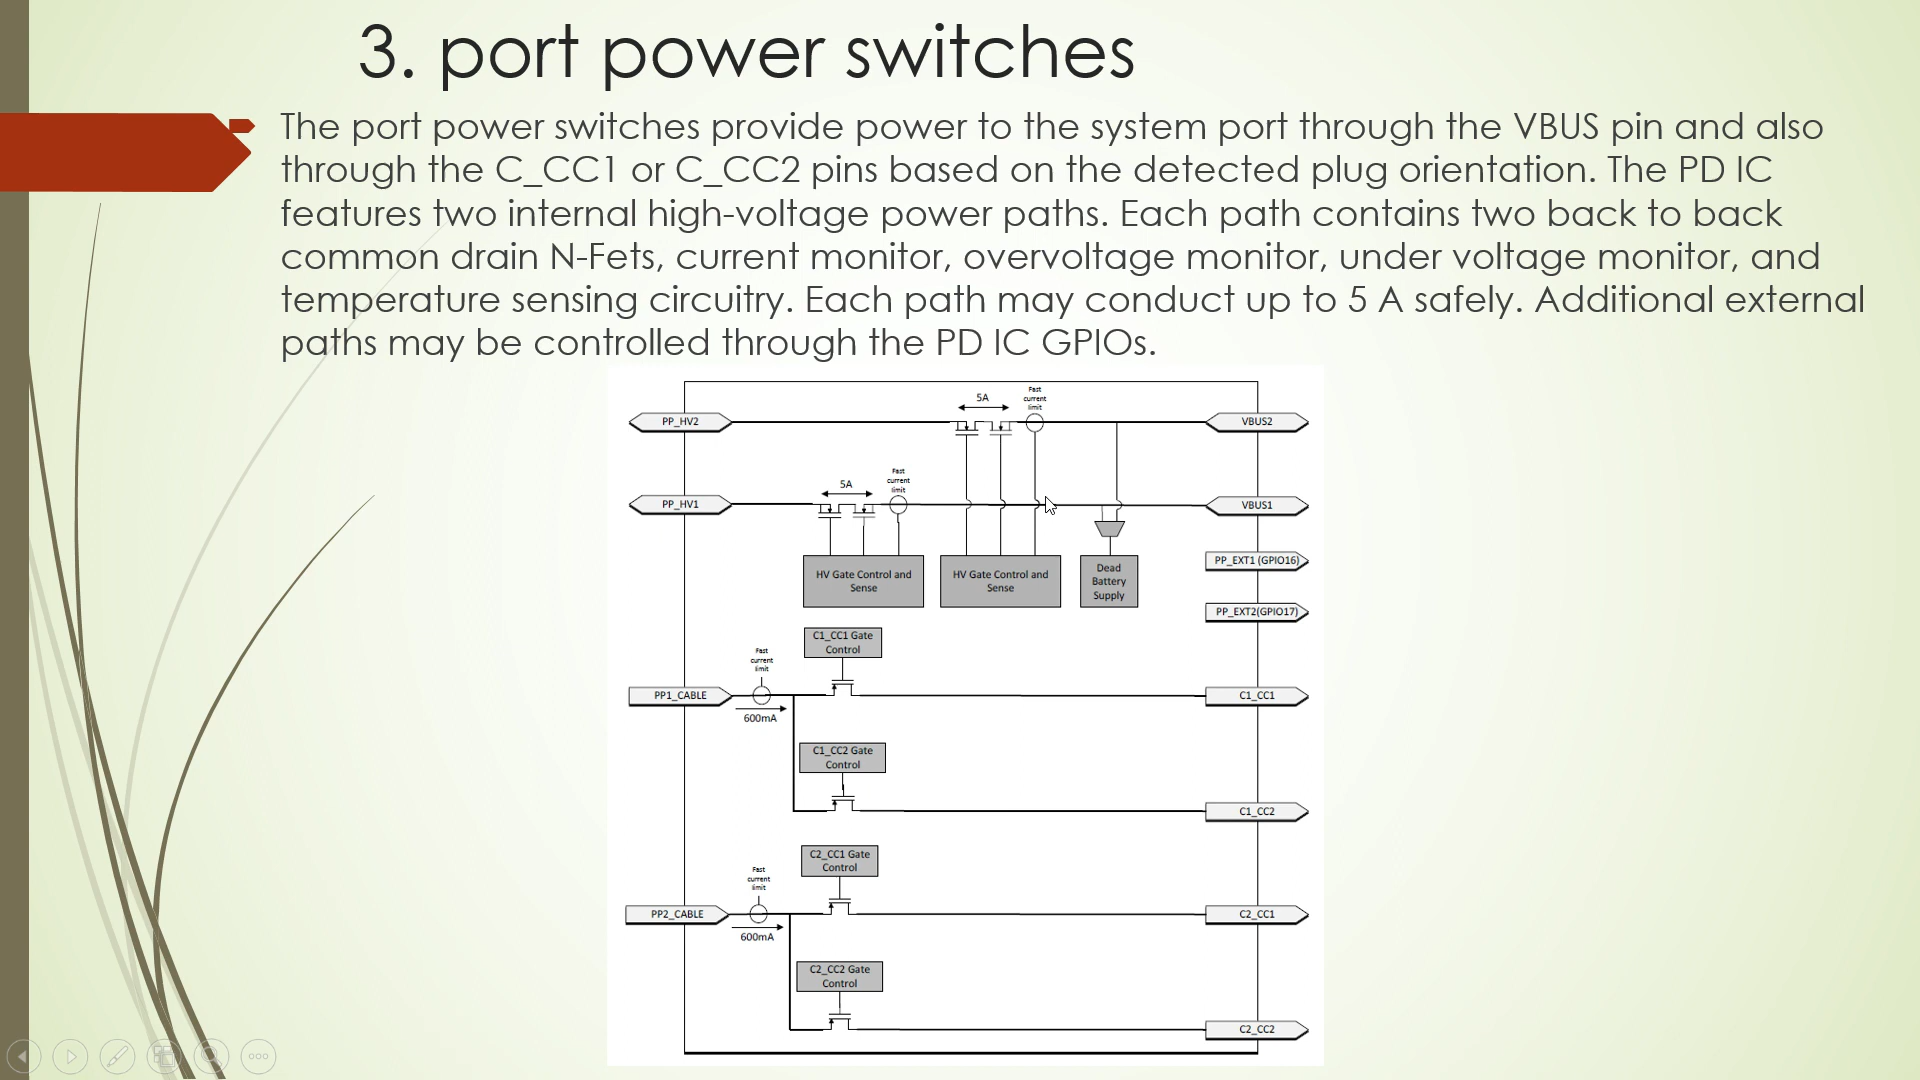 3. port power switches
The port power switches provide power to the system port through the VBUS pin and also
through the C_CC1 or C_CC2 pins based on the detected plug orientation. The PD IC
features two internal high-voltage power paths. Each path contains two back to back
common drain N-Fets, current monitor, overvoltage monitor, under voltage monitor, and
temperature sensing circuitry. Each path may conduct up to 5 A safely. Additional external
paths may be controlled through the PD IC GPIOs.
5A
Fast
current
limit
PP_HV2
VBUS2
5A
Fast
current
limit
PP_HV1
VBUS1
HV Gate Control and
Sense
HV Gate Control and
Sense
Dead
Battery
Supply
PP_EXT1 (GPIO16)
PP_EXT2(GPIO17)
C1_CC1 Gate
Control
Fast
current
limit
PP1_CABLE
600mA
C1_CC1
C1_CC2 Gate
Control
C1_CC2
C2_CC1 Gate
Control
Fast
current
limit
PP2_CABLE
600mA
C2_CC1
C2_CC2 Gate
Control
C2_CC2